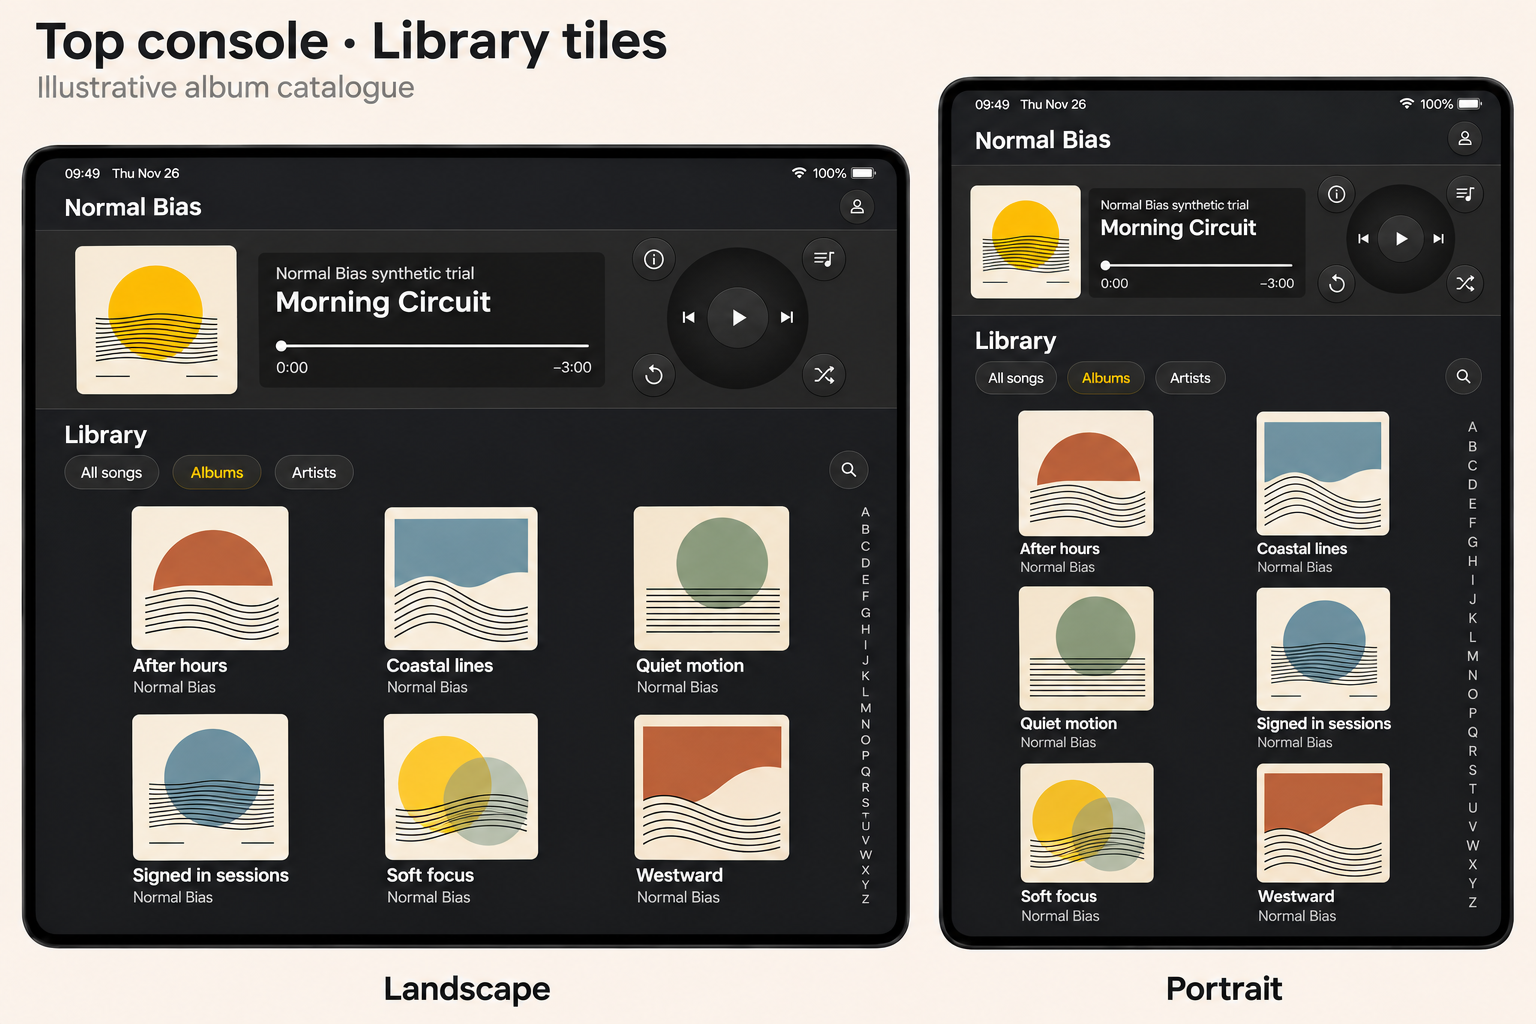 Top console · Library tiles
Illustrative album catalogue
09:49 Thu Nov 26
100%
Normal Bias
Normal Bias synthetic trial
Morning Circuit
0:00 −3:00
Library
All songs Albums Artists
After hours
Normal Bias
Coastal lines
Normal Bias
Quiet motion
Normal Bias
Signed in sessions
Normal Bias
Soft focus
Normal Bias
Westward
Normal Bias
A
B
C
D
E
F
G
H
I
J
K
L
M
N
O
P
Q
R
S
T
U
V
W
X
Y
Z
Landscape
09:49 Thu Nov 26
100%
Normal Bias
Normal Bias synthetic trial
Morning Circuit
0:00 −3:00
Library
All songs Albums Artists
After hours
Normal Bias
Coastal lines
Normal Bias
Quiet motion
Normal Bias
Signed in sessions
Normal Bias
Soft focus
Normal Bias
Westward
Normal Bias
A
B
C
D
E
F
G
H
I
J
K
L
M
N
O
P
Q
R
S
T
U
V
W
X
Y
Z
Portrait